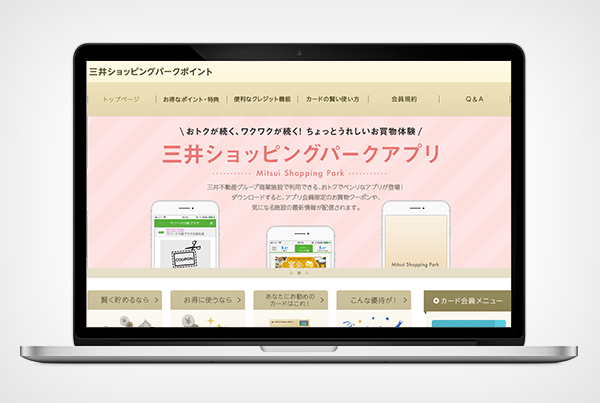 三井ショッピングパークポイント
トップページ
お得なポイント・特典
便利なクレジット機能
カードの賢い使い方
会員規約
Q&A
\ おトクが続く、ワクワクが続く! ちょっとうれしいお買物体験 /
三井ショッピングパークアプリ
Mitsui Shopping Park
三井不動産グループ商業施設で利用できる、おトクでベンリなアプリが登場!
ダウンロードすると、アプリ会員限定のお買物クーポンや、
気になる施設の最新情報が配信されます。
COUPON
Mitsui Shopping Park
賢く貯めるなら
お得に使うなら
あなたにお勧めの
カードはこれ!
こんな優待が!
カード会員メニュー